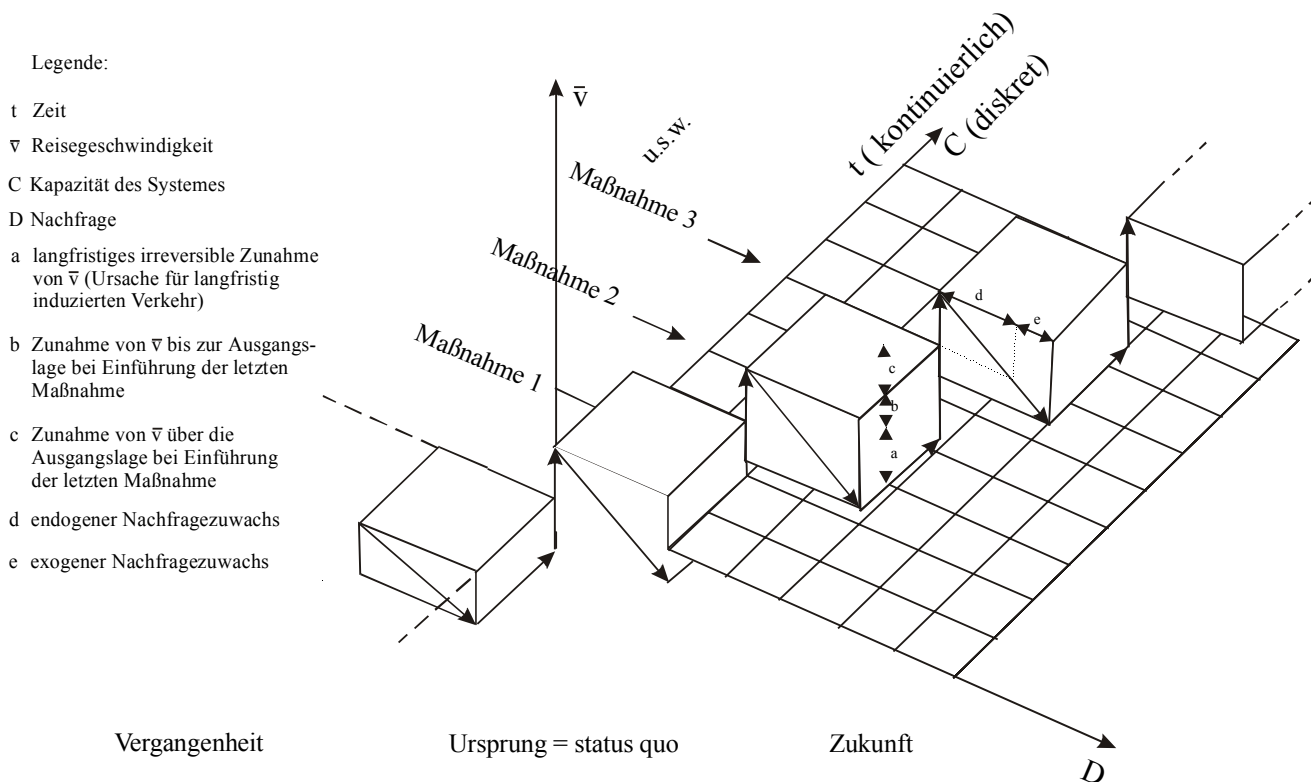 Legende:
t Zeit
v̅ Reisegeschwindigkeit
C Kapazität des Systemes
D Nachfrage
a langfristiges irreversible Zunahme
von v̅ (Ursache für langfristig
induzierten Verkehr)
b Zunahme von v̅ bis zur Ausgangs-
lage bei Einführung der letzten
Maßnahme
c Zunahme von v̅ über die
Ausgangslage bei Einführung
der letzten Maßnahme
d endogener Nachfragezuwachs
e exogener Nachfragezuwachs
v̅
u.s.w.
Maßnahme 3
Maßnahme 2
Maßnahme 1
t ( kontinuierlich)
C (diskret)
d
e
c
b
a
D
Vergangenheit
Ursprung = status quo
Zukunft